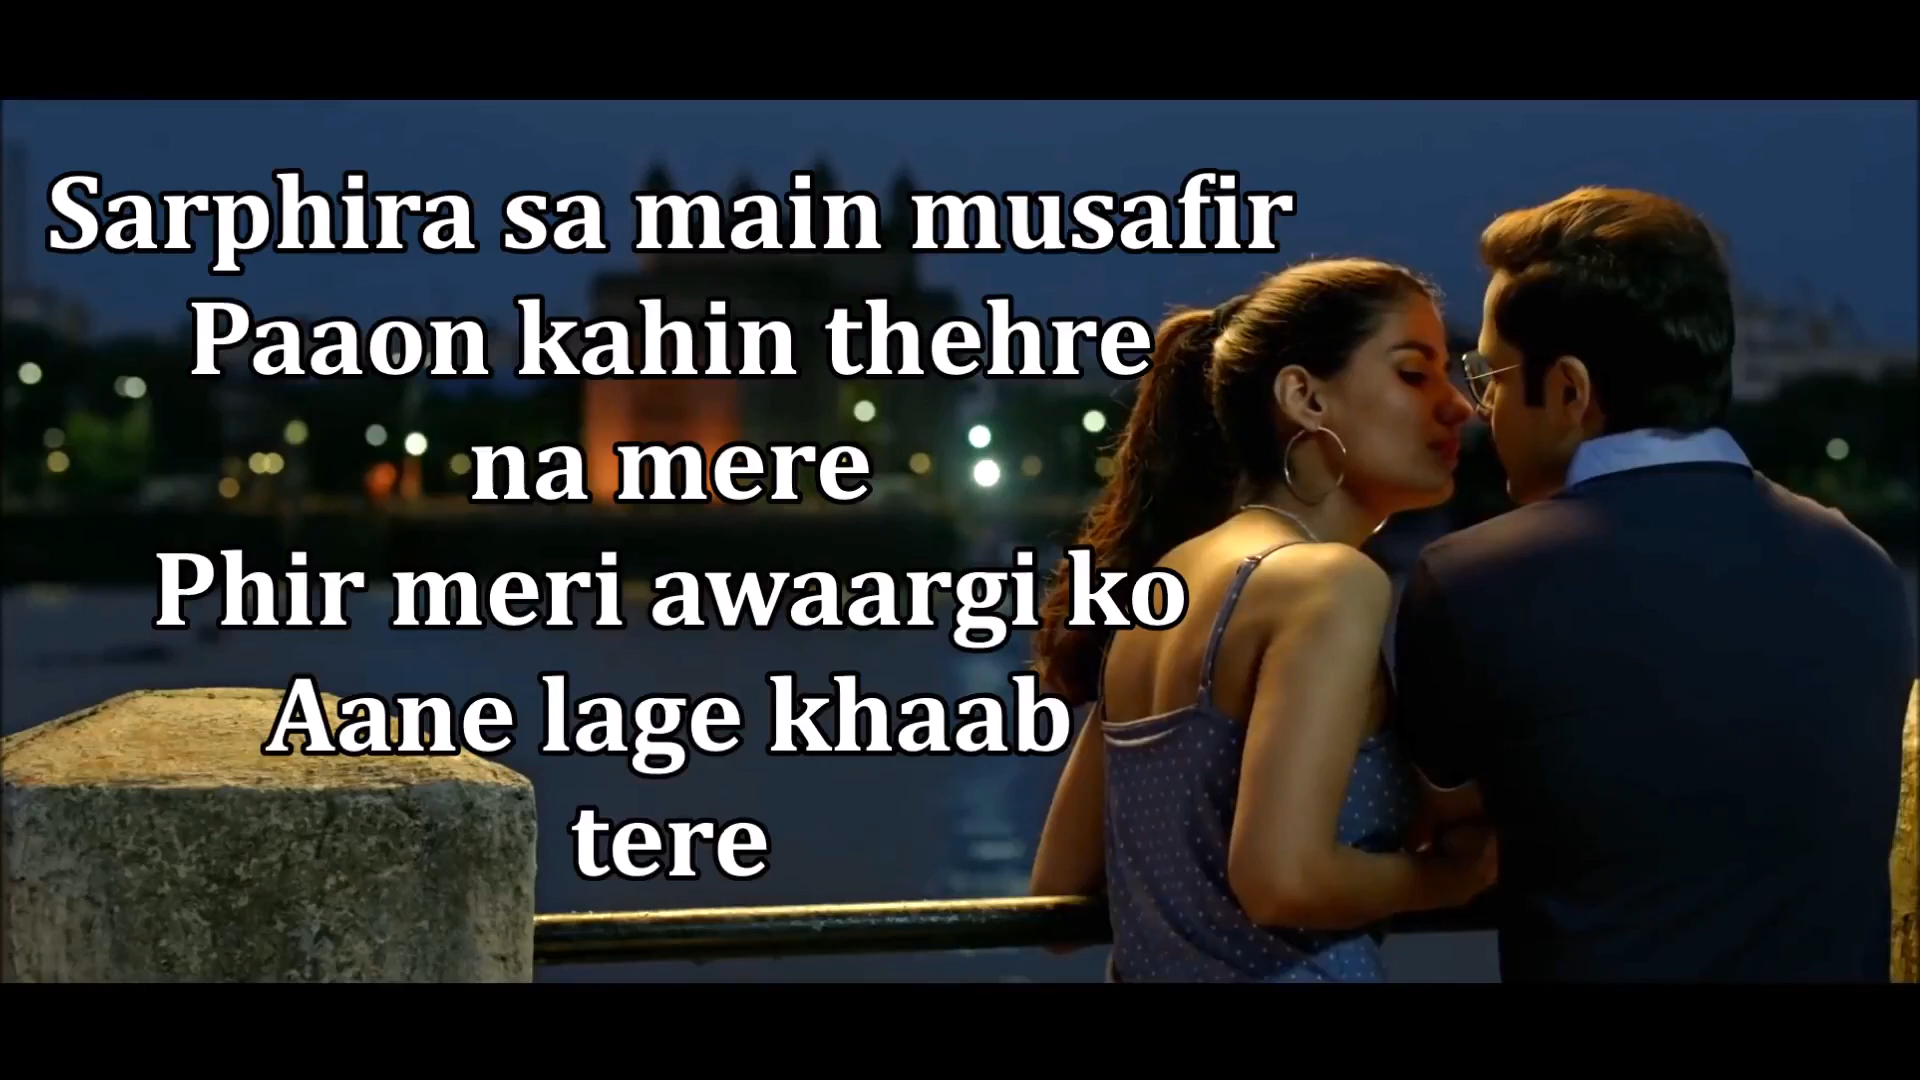 Sarphira sa main musafir
Paaon kahin thehre
na mere
Phir meri awaargi ko
Aane lage khaab
tere